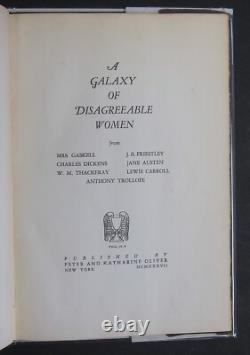 A
GALAXY
OF
DISAGREEABLE
WOMEN
from
MRS. GASKELL J. B. PRIESTLEY
CHARLES DICKENS JANE AUSTEN
W. M. THACKERAY LEWIS CARROLL
ANTHONY TROLLOPE
PUBLISHED BY
PETER AND KATHARINE OLIVER
NEW YORK MCMXXXVII
ebay